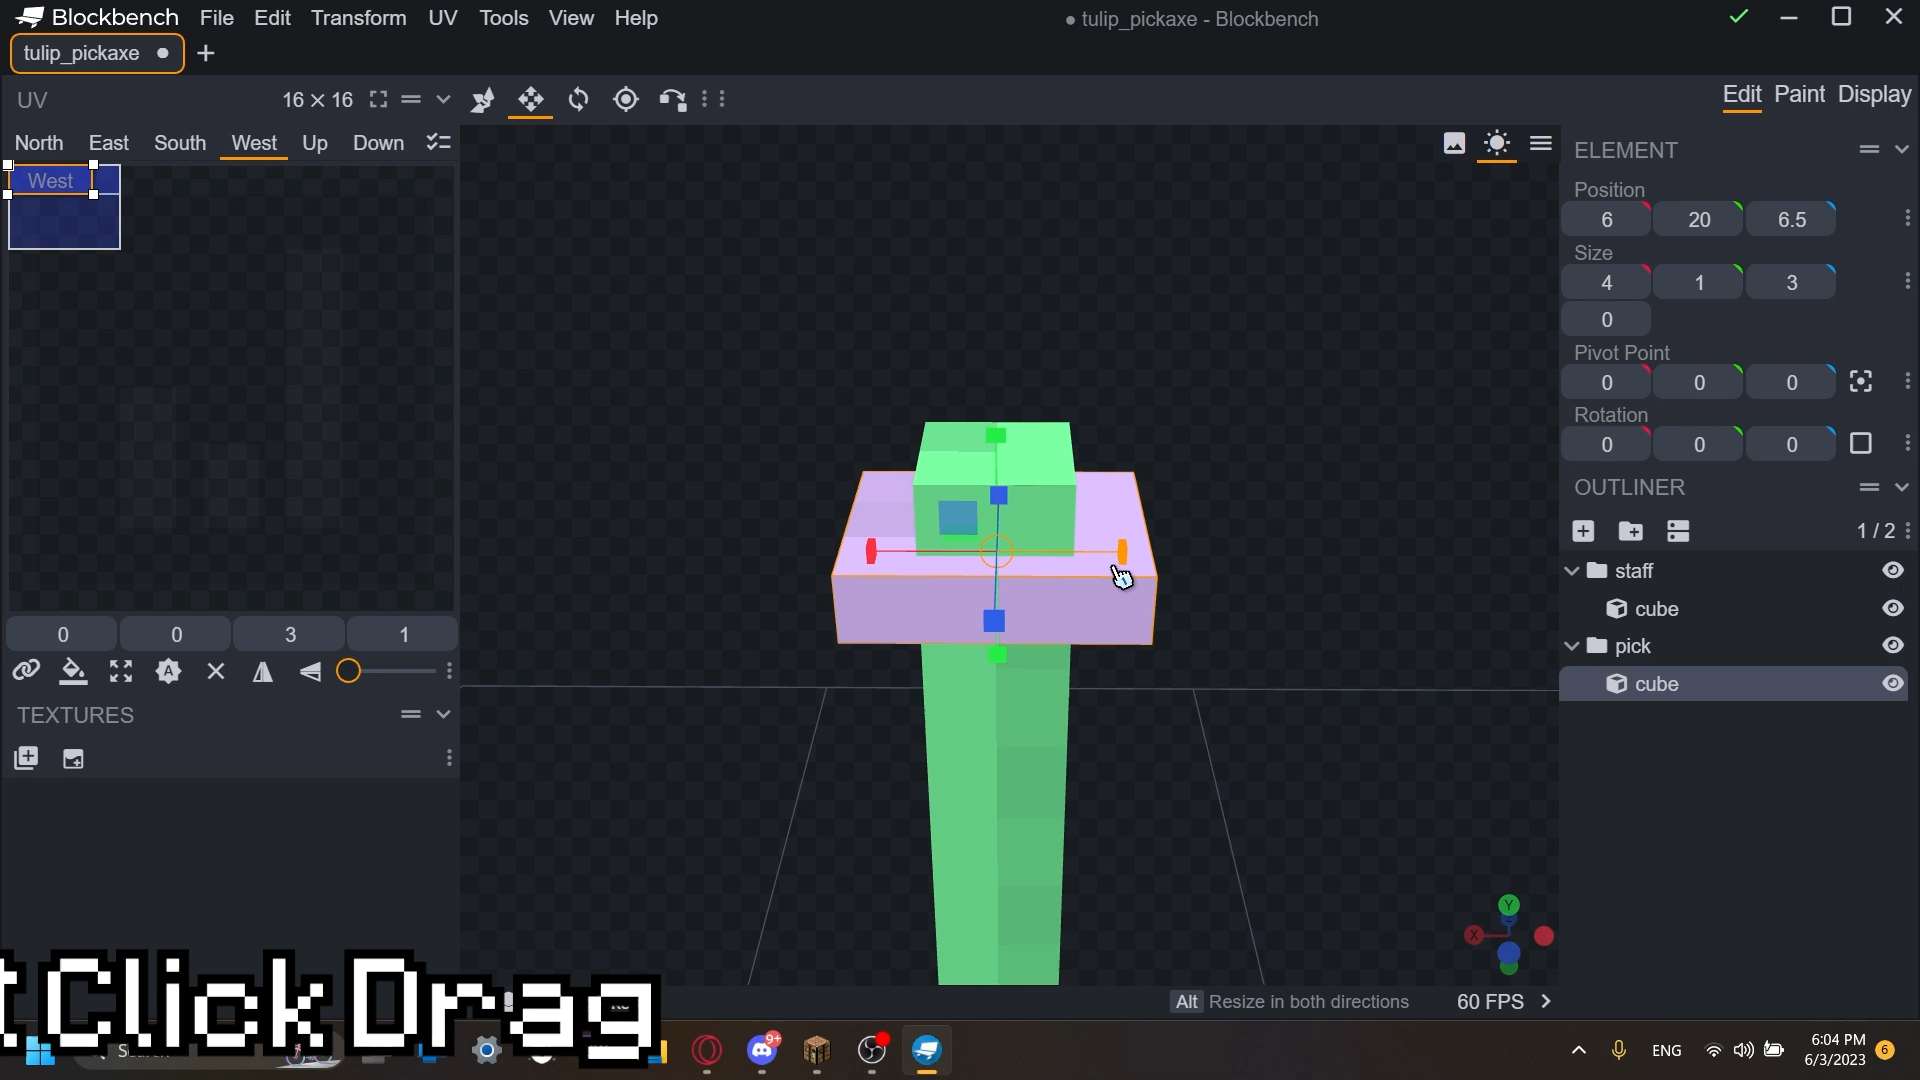 Blockbench File Edit Transform UV Tools View Help
tulip_pickaxe - Blockbench
tulip_pickaxe
UV 16 × 16
North East South West Up Down
West
0 0 3 1
TEXTURES
Edit Paint Display
ELEMENT
Position
6 20 6.5
Size
4 1 3
0
Pivot Point
0 0 0
Rotation
0 0 0
OUTLINER
1 / 2
staff
cube
pick
cube
Y
X
Alt Resize in both directions 60 FPS
Click Drag
9+
ENG
6:04 PM
6/3/2023
6